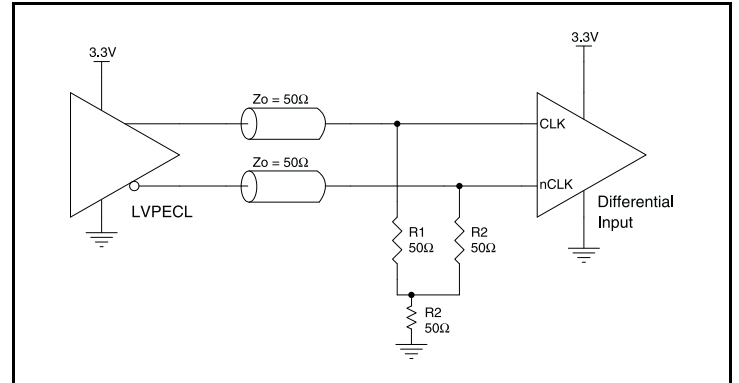 3.3V
3.3V
Zo = 50Ω
CLK
Zo = 50Ω
nCLK
LVPECL
Differential
Input
R1
50Ω
R2
50Ω
R2
50Ω